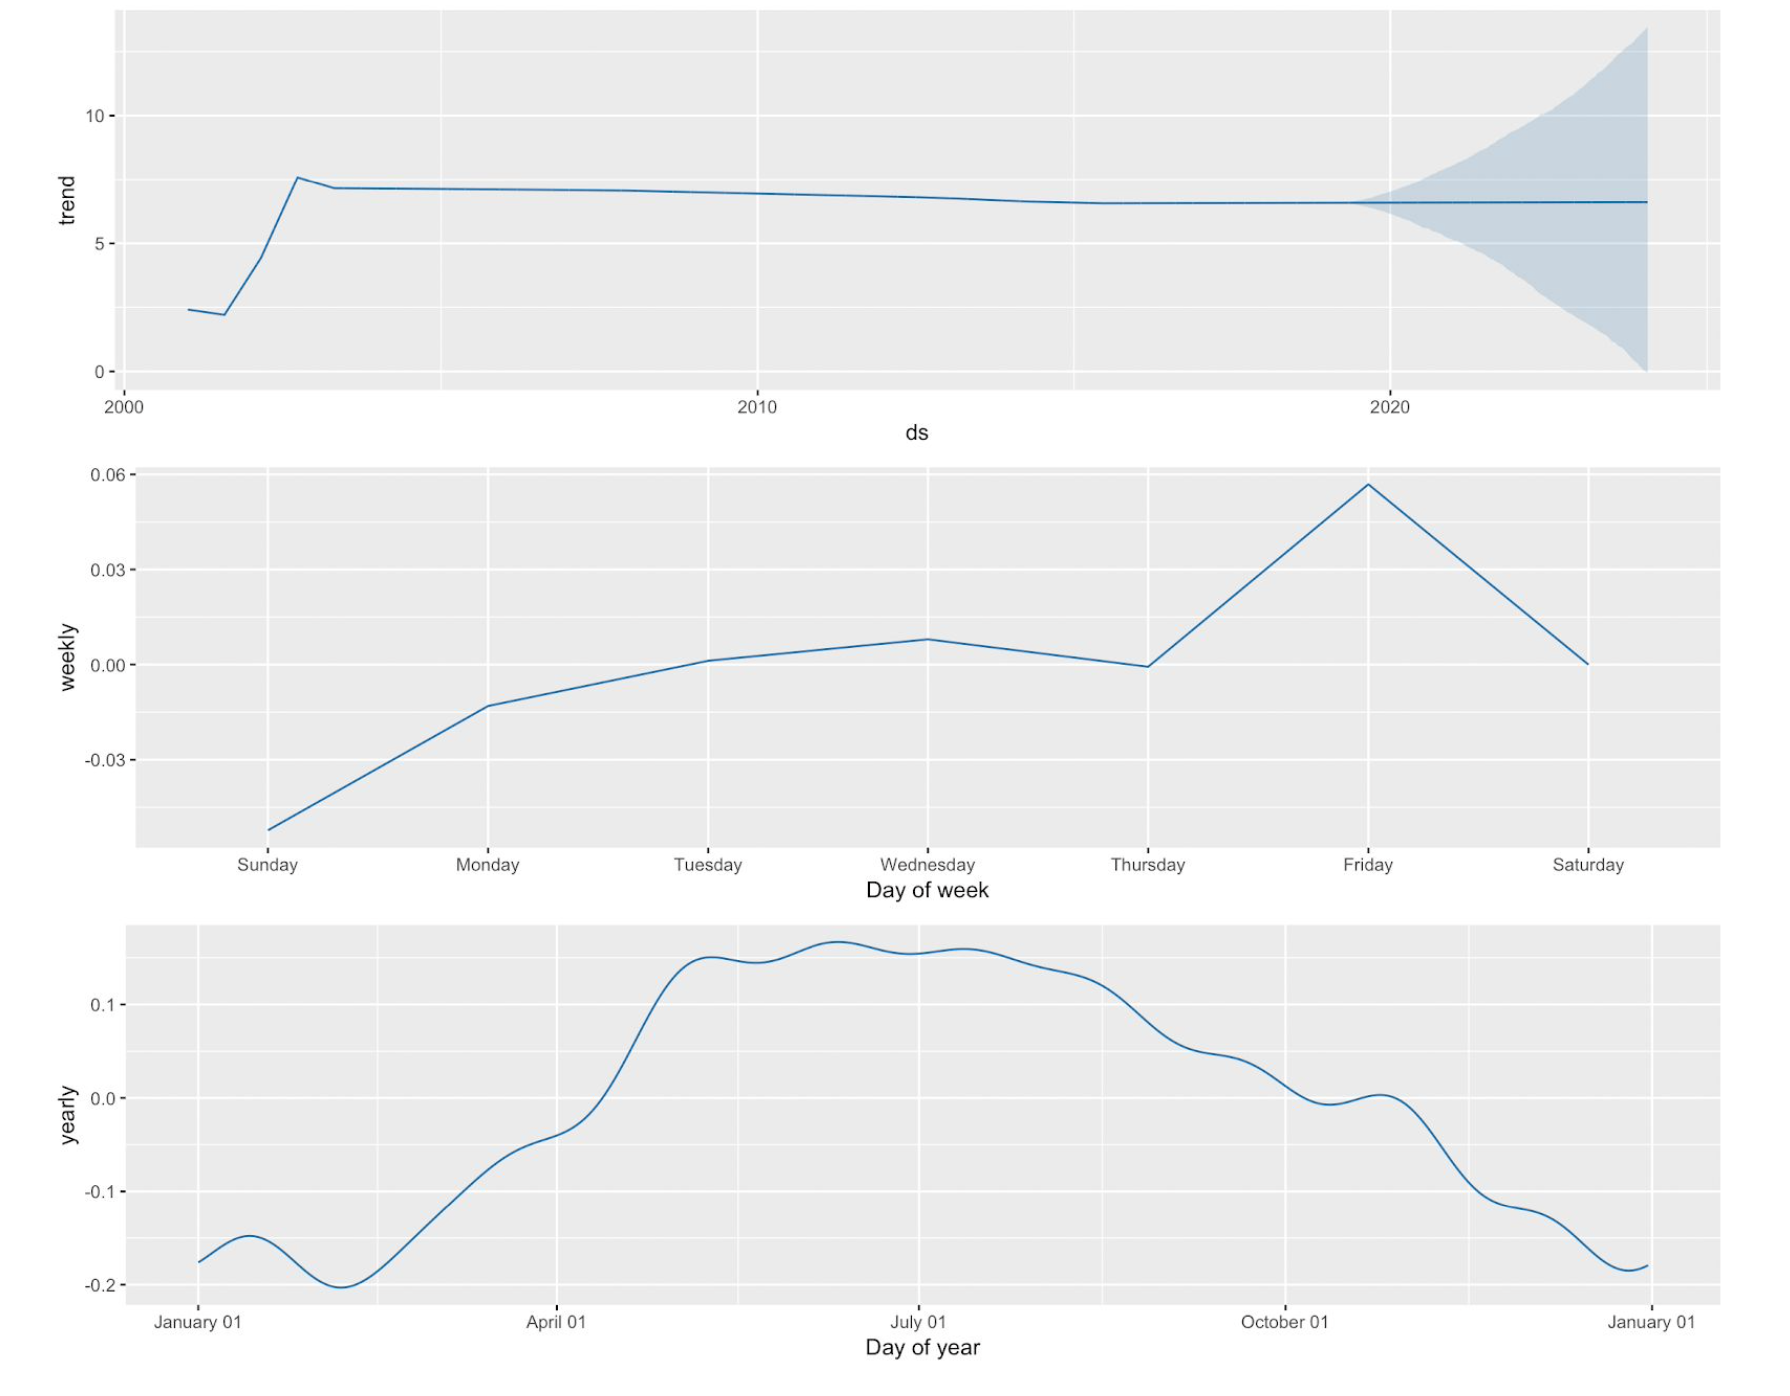 10
5
0
trend
2000 2010 2020
ds
0.06
0.03
0.00
-0.03
weekly
Sunday Monday Tuesday Wednesday Thursday Friday Saturday
Day of week
0.1
0.0
-0.1
-0.2
yearly
January 01 April 01 July 01 October 01 January 01
Day of year